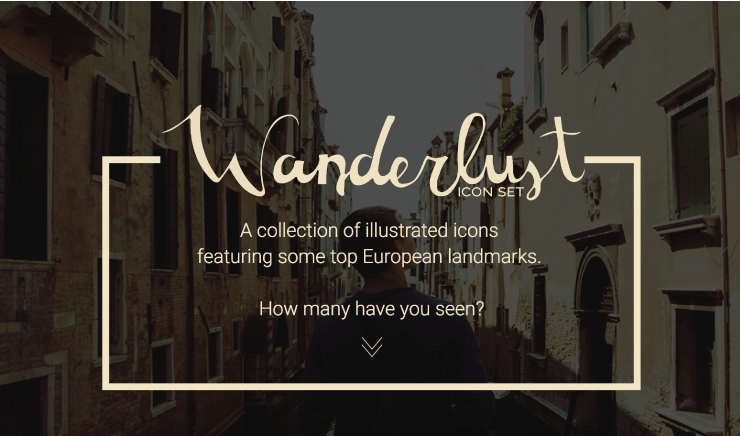 Wanderlust
ICON SET
A collection of illustrated icons
featuring some top European landmarks.
How many have you seen?